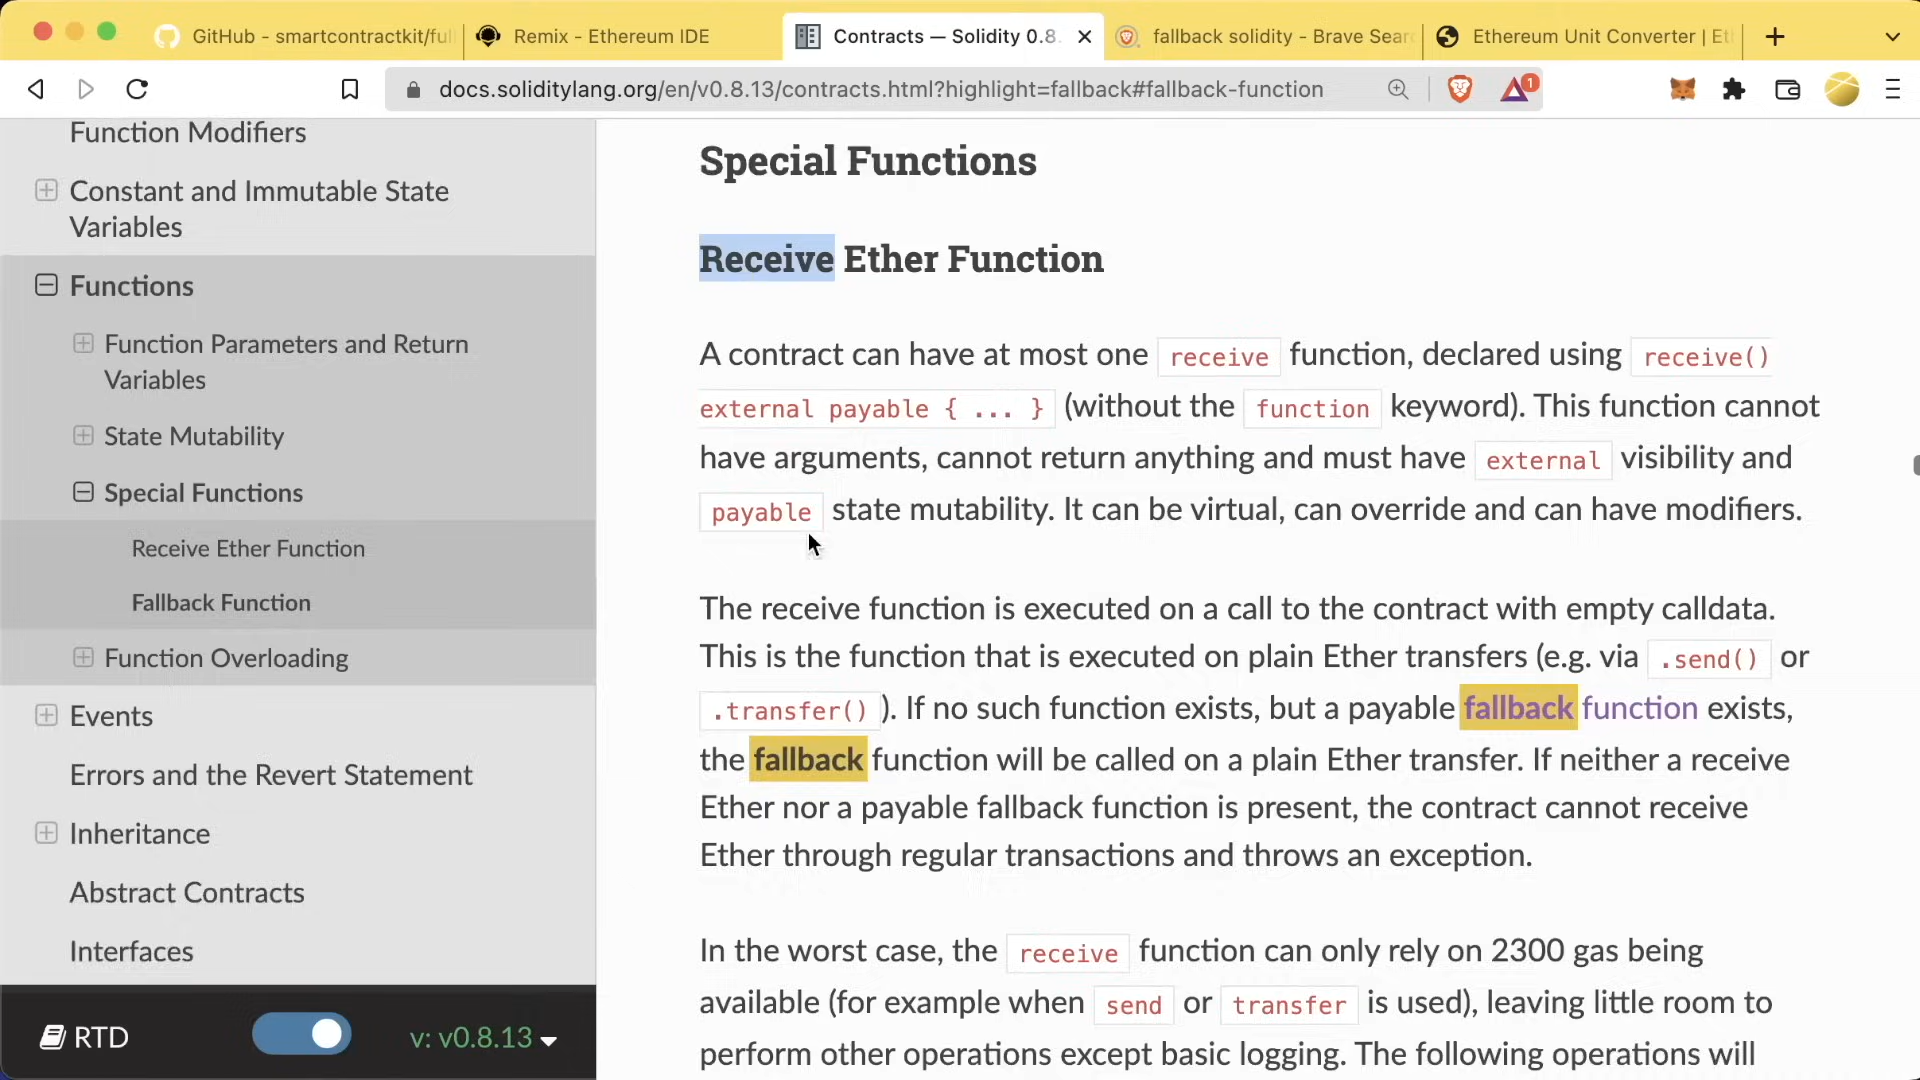 GitHub - smartcontractkit/full
Remix - Ethereum IDE
Contracts — Solidity 0.8.
fallback solidity - Brave Sear
Ethereum Unit Converter | Et
docs.soliditylang.org/en/v0.8.13/contracts.html?highlight=fallback#fallback-function
1
Function Modifiers
Constant and Immutable State
Variables
Functions
Function Parameters and Return
Variables
State Mutability
Special Functions
Receive Ether Function
Fallback Function
Function Overloading
Events
Errors and the Revert Statement
Inheritance
Abstract Contracts
Interfaces
RTD
v: v0.8.13
Special Functions
Receive Ether Function
A contract can have at most one receive function, declared using receive()
external payable { ... } (without the function keyword). This function cannot
have arguments, cannot return anything and must have external visibility and
payable state mutability. It can be virtual, can override and can have modifiers.
The receive function is executed on a call to the contract with empty calldata.
This is the function that is executed on plain Ether transfers (e.g. via .send() or
.transfer() ). If no such function exists, but a payable fallback function exists,
the fallback function will be called on a plain Ether transfer. If neither a receive
Ether nor a payable fallback function is present, the contract cannot receive
Ether through regular transactions and throws an exception.
In the worst case, the receive function can only rely on 2300 gas being
available (for example when send or transfer is used), leaving little room to
perform other operations except basic logging. The following operations will